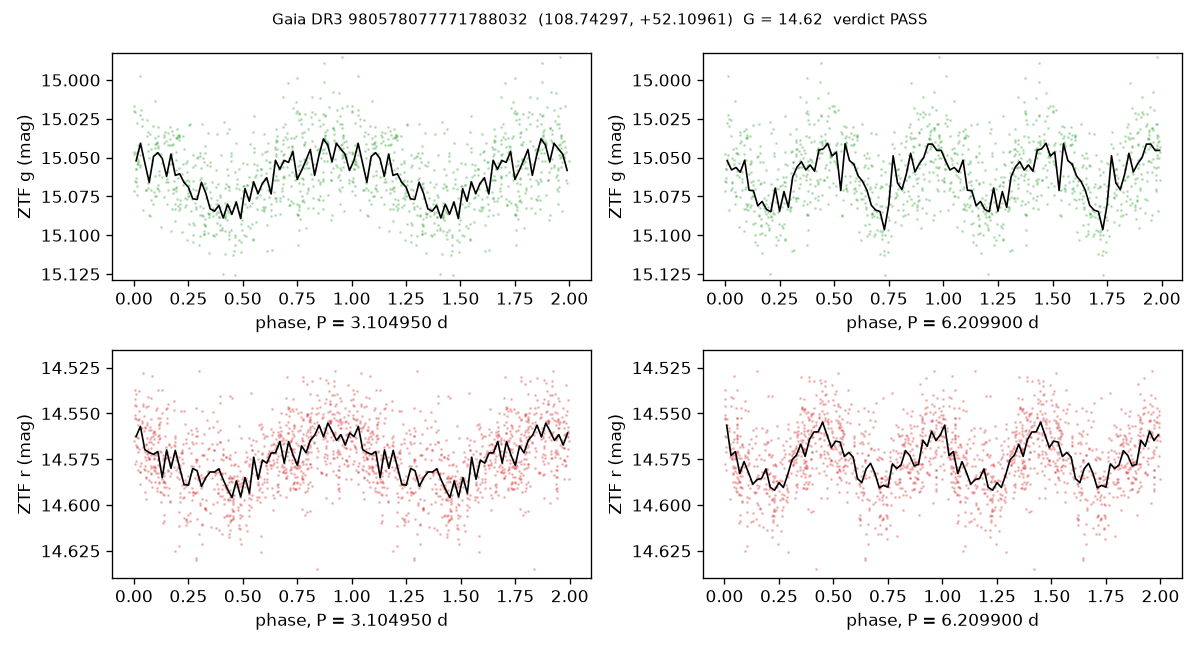 Gaia DR3 980578077771788032  (108.74297, +52.10961)  G = 14.62  verdict PASS
ZTF g (mag)
15.000
15.025
15.050
15.075
15.100
15.125
0.00 0.25 0.50 0.75 1.00 1.25 1.50 1.75 2.00
phase, P = 3.104950 d
ZTF g (mag)
15.000
15.025
15.050
15.075
15.100
15.125
0.00 0.25 0.50 0.75 1.00 1.25 1.50 1.75 2.00
phase, P = 6.209900 d
ZTF r (mag)
14.525
14.550
14.575
14.600
14.625
0.00 0.25 0.50 0.75 1.00 1.25 1.50 1.75 2.00
phase, P = 3.104950 d
ZTF r (mag)
14.525
14.550
14.575
14.600
14.625
0.00 0.25 0.50 0.75 1.00 1.25 1.50 1.75 2.00
phase, P = 6.209900 d